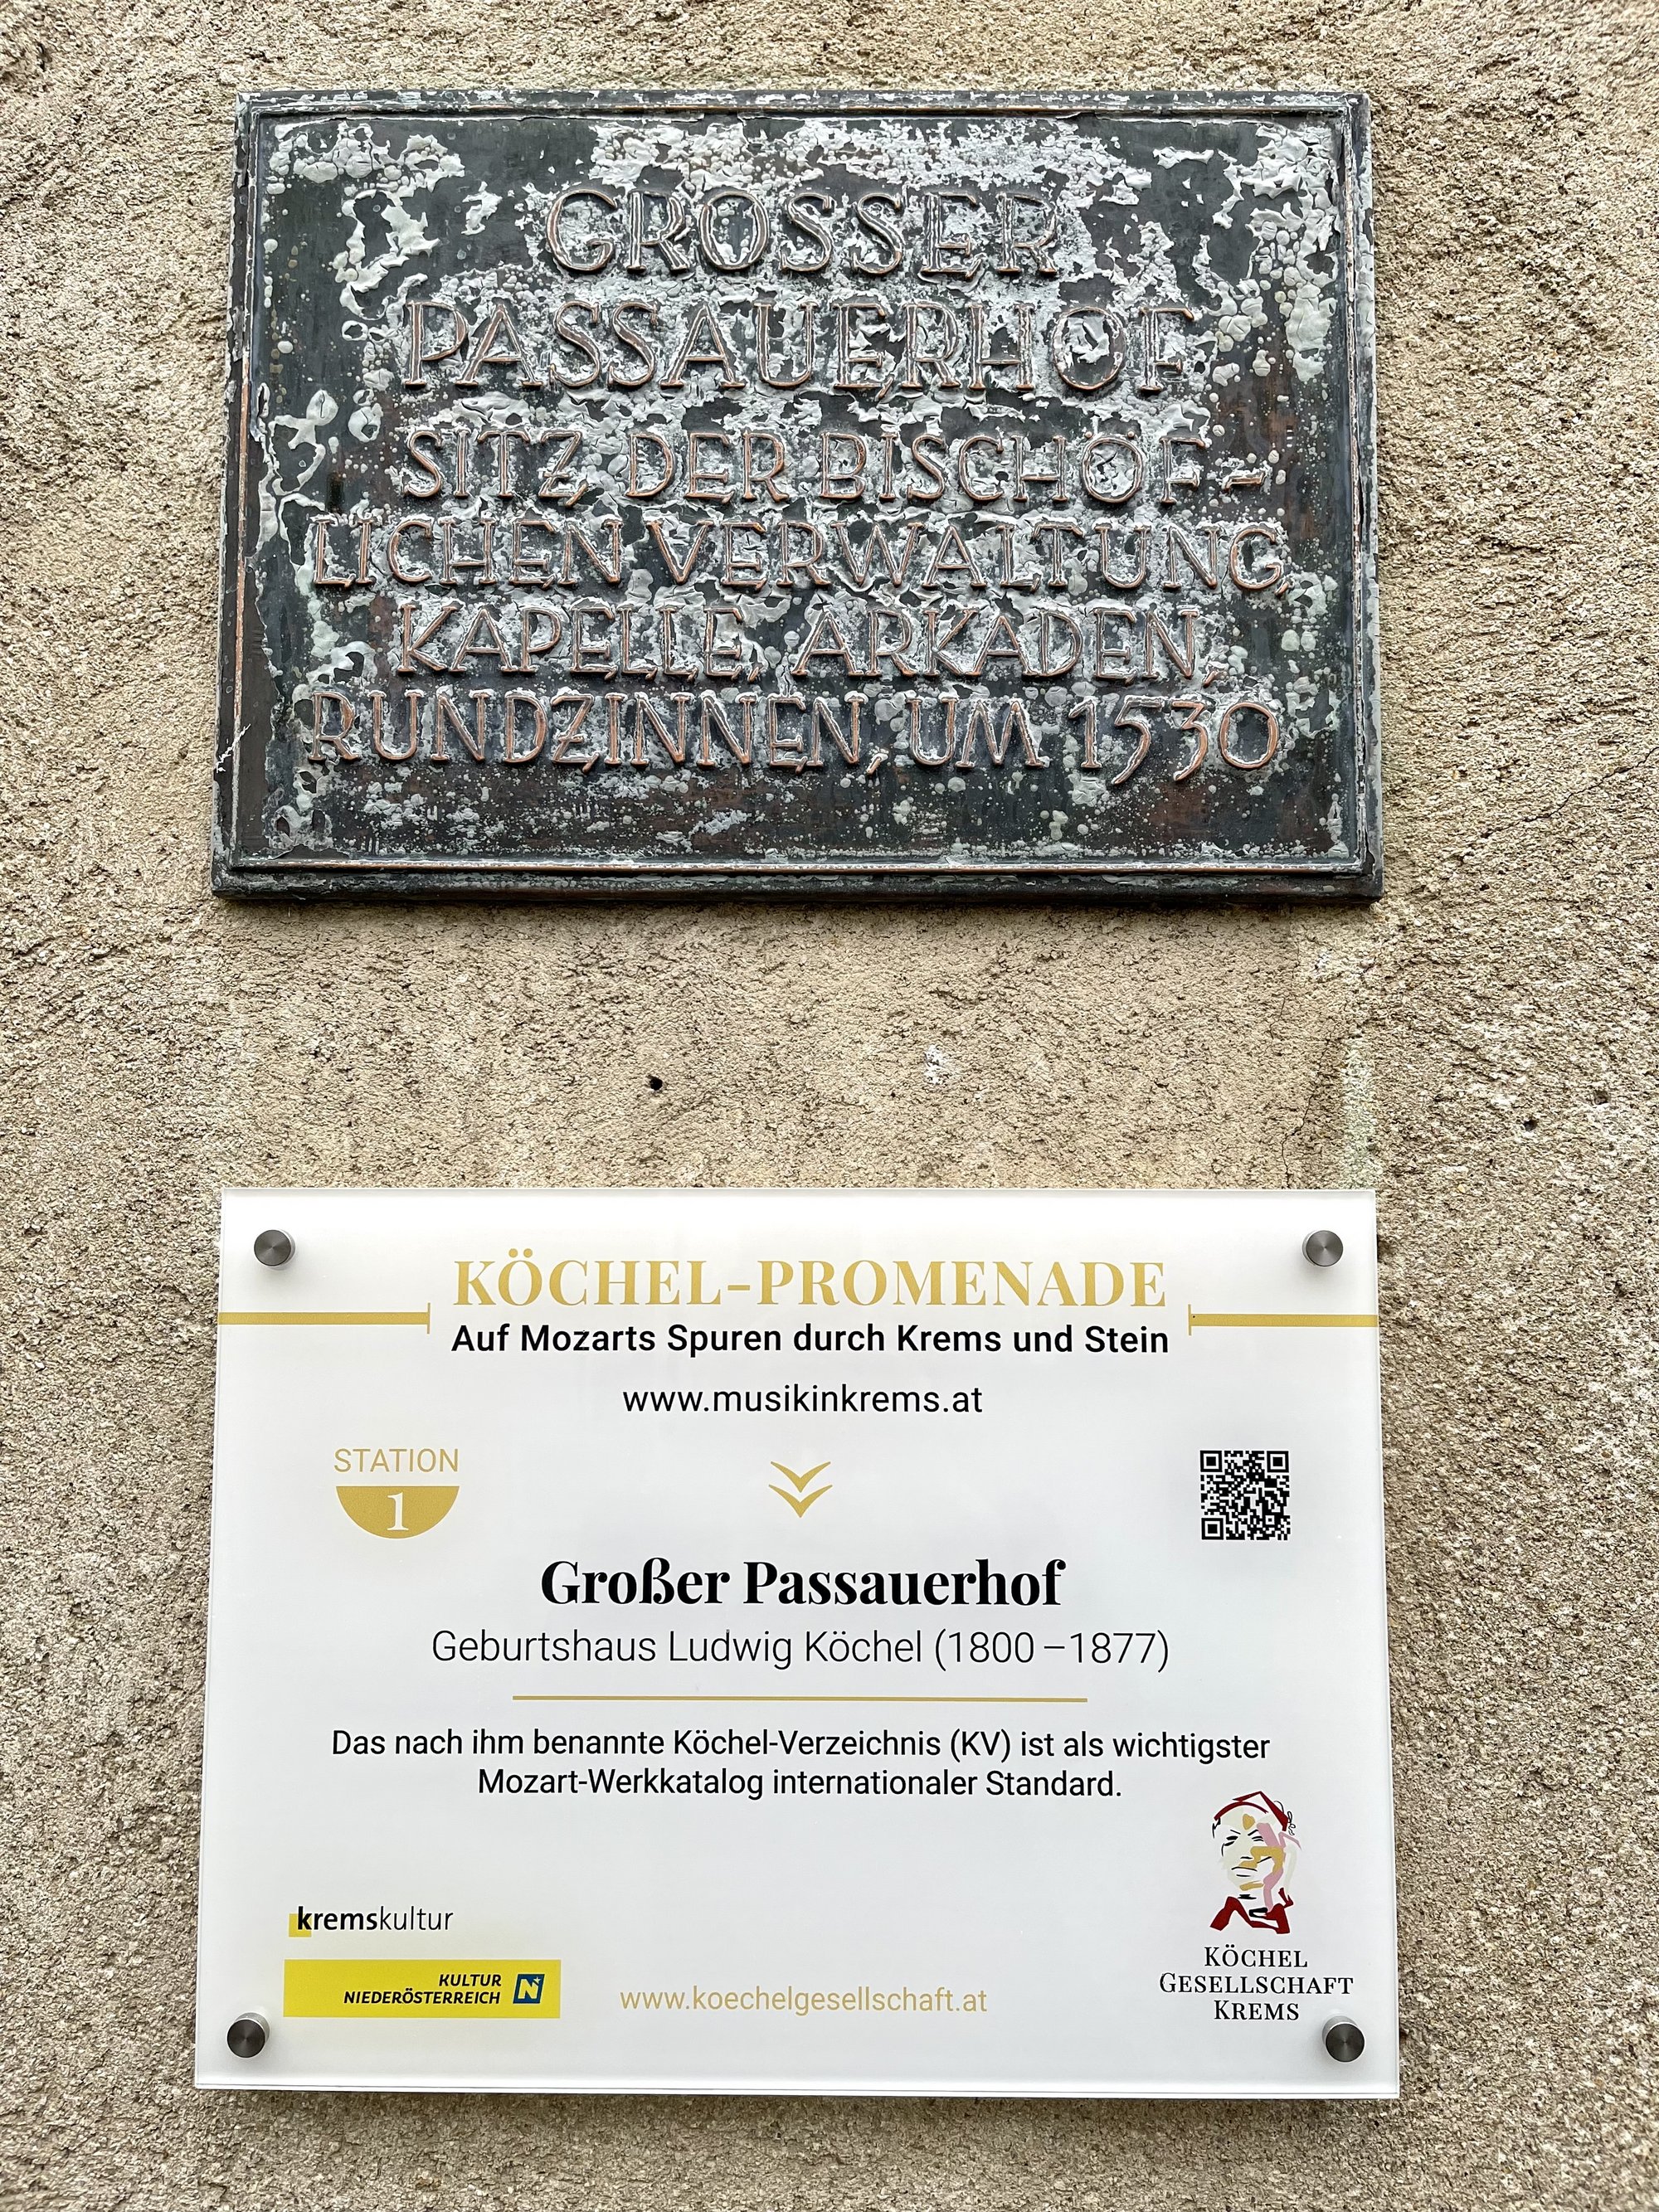 GROSSER
PASSAUERHOF
SITZ DER BISCHÖF-
LICHEN VERWALTUNG,
KAPELLE, ARKADEN,
RUNDZINNEN, UM 1530
KÖCHEL-PROMENADE
Auf Mozarts Spuren durch Krems und Stein
www.musikinkrems.at
STATION
1
Großer Passauerhof
Geburtshaus Ludwig Köchel (1800–1877)
Das nach ihm benannte Köchel-Verzeichnis (KV) ist als wichtigster
Mozart-Werkkatalog internationaler Standard.
kremskultur
KULTUR
NIEDERÖSTERREICH
N
www.koechelgesellschaft.at
KÖCHEL
GESELLSCHAFT
KREMS